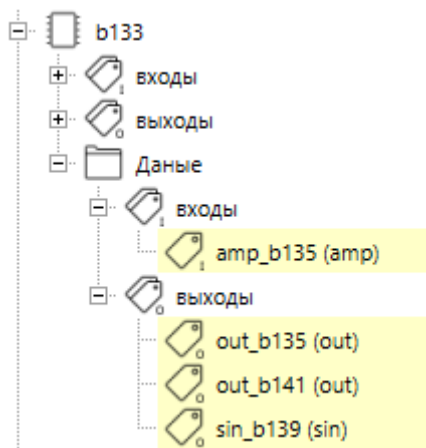 b133
входы
выходы
Даные
входы
amp_b135 (amp)
выходы
out_b135 (out)
out_b141 (out)
sin_b139 (sin)